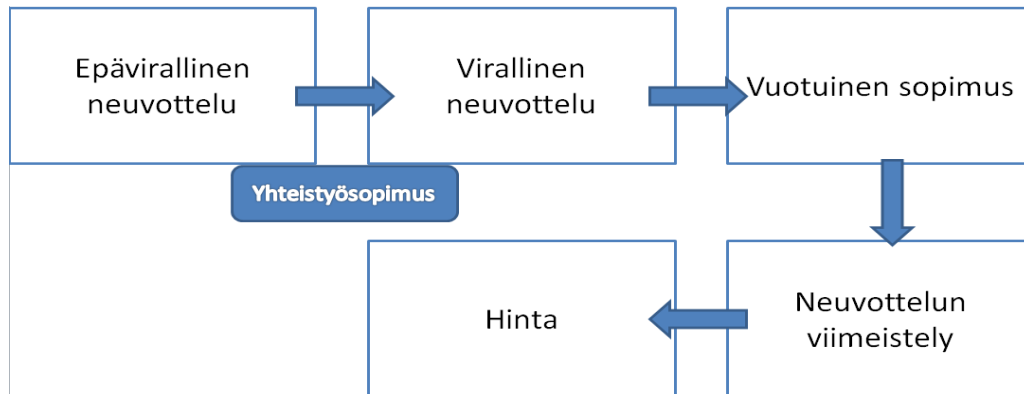 Epävirallinen
neuvottelu
Virallinen
neuvottelu
Vuotuinen sopimus
Yhteistyösopimus
Neuvottelun
viimeistely
Hinta